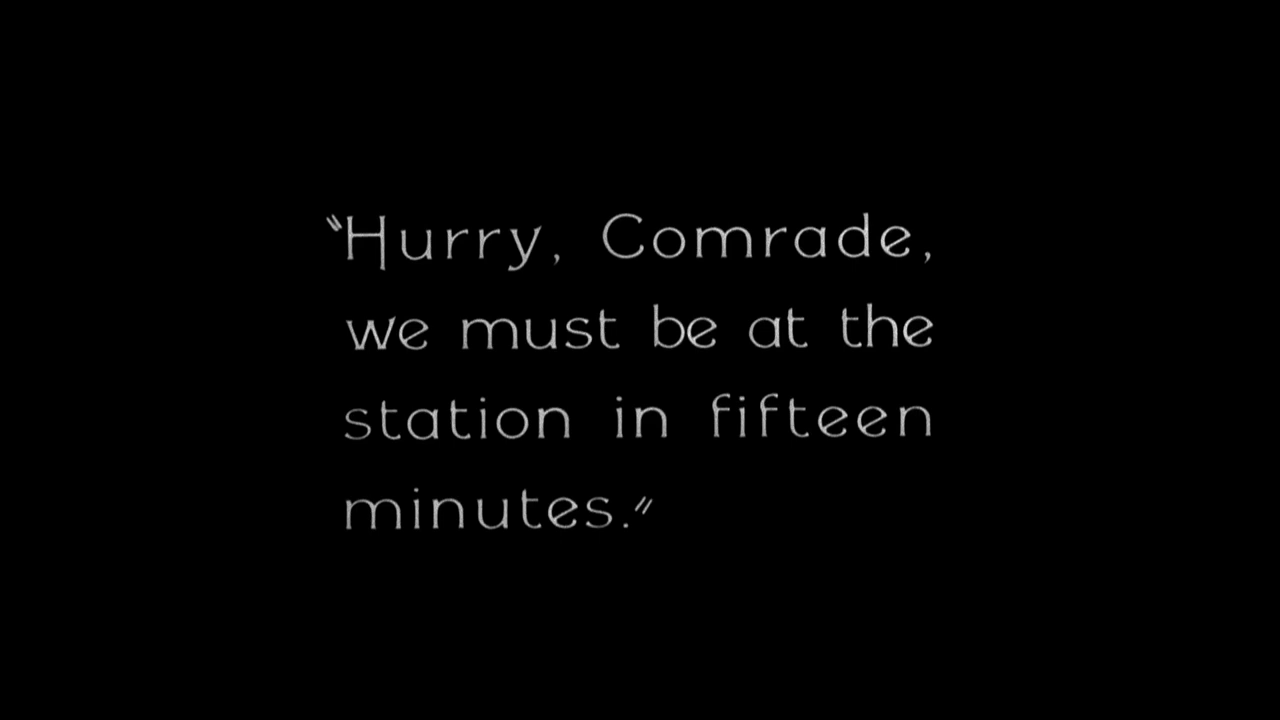 "Hurry, Comrade,
we must be at the
station in fifteen
minutes."